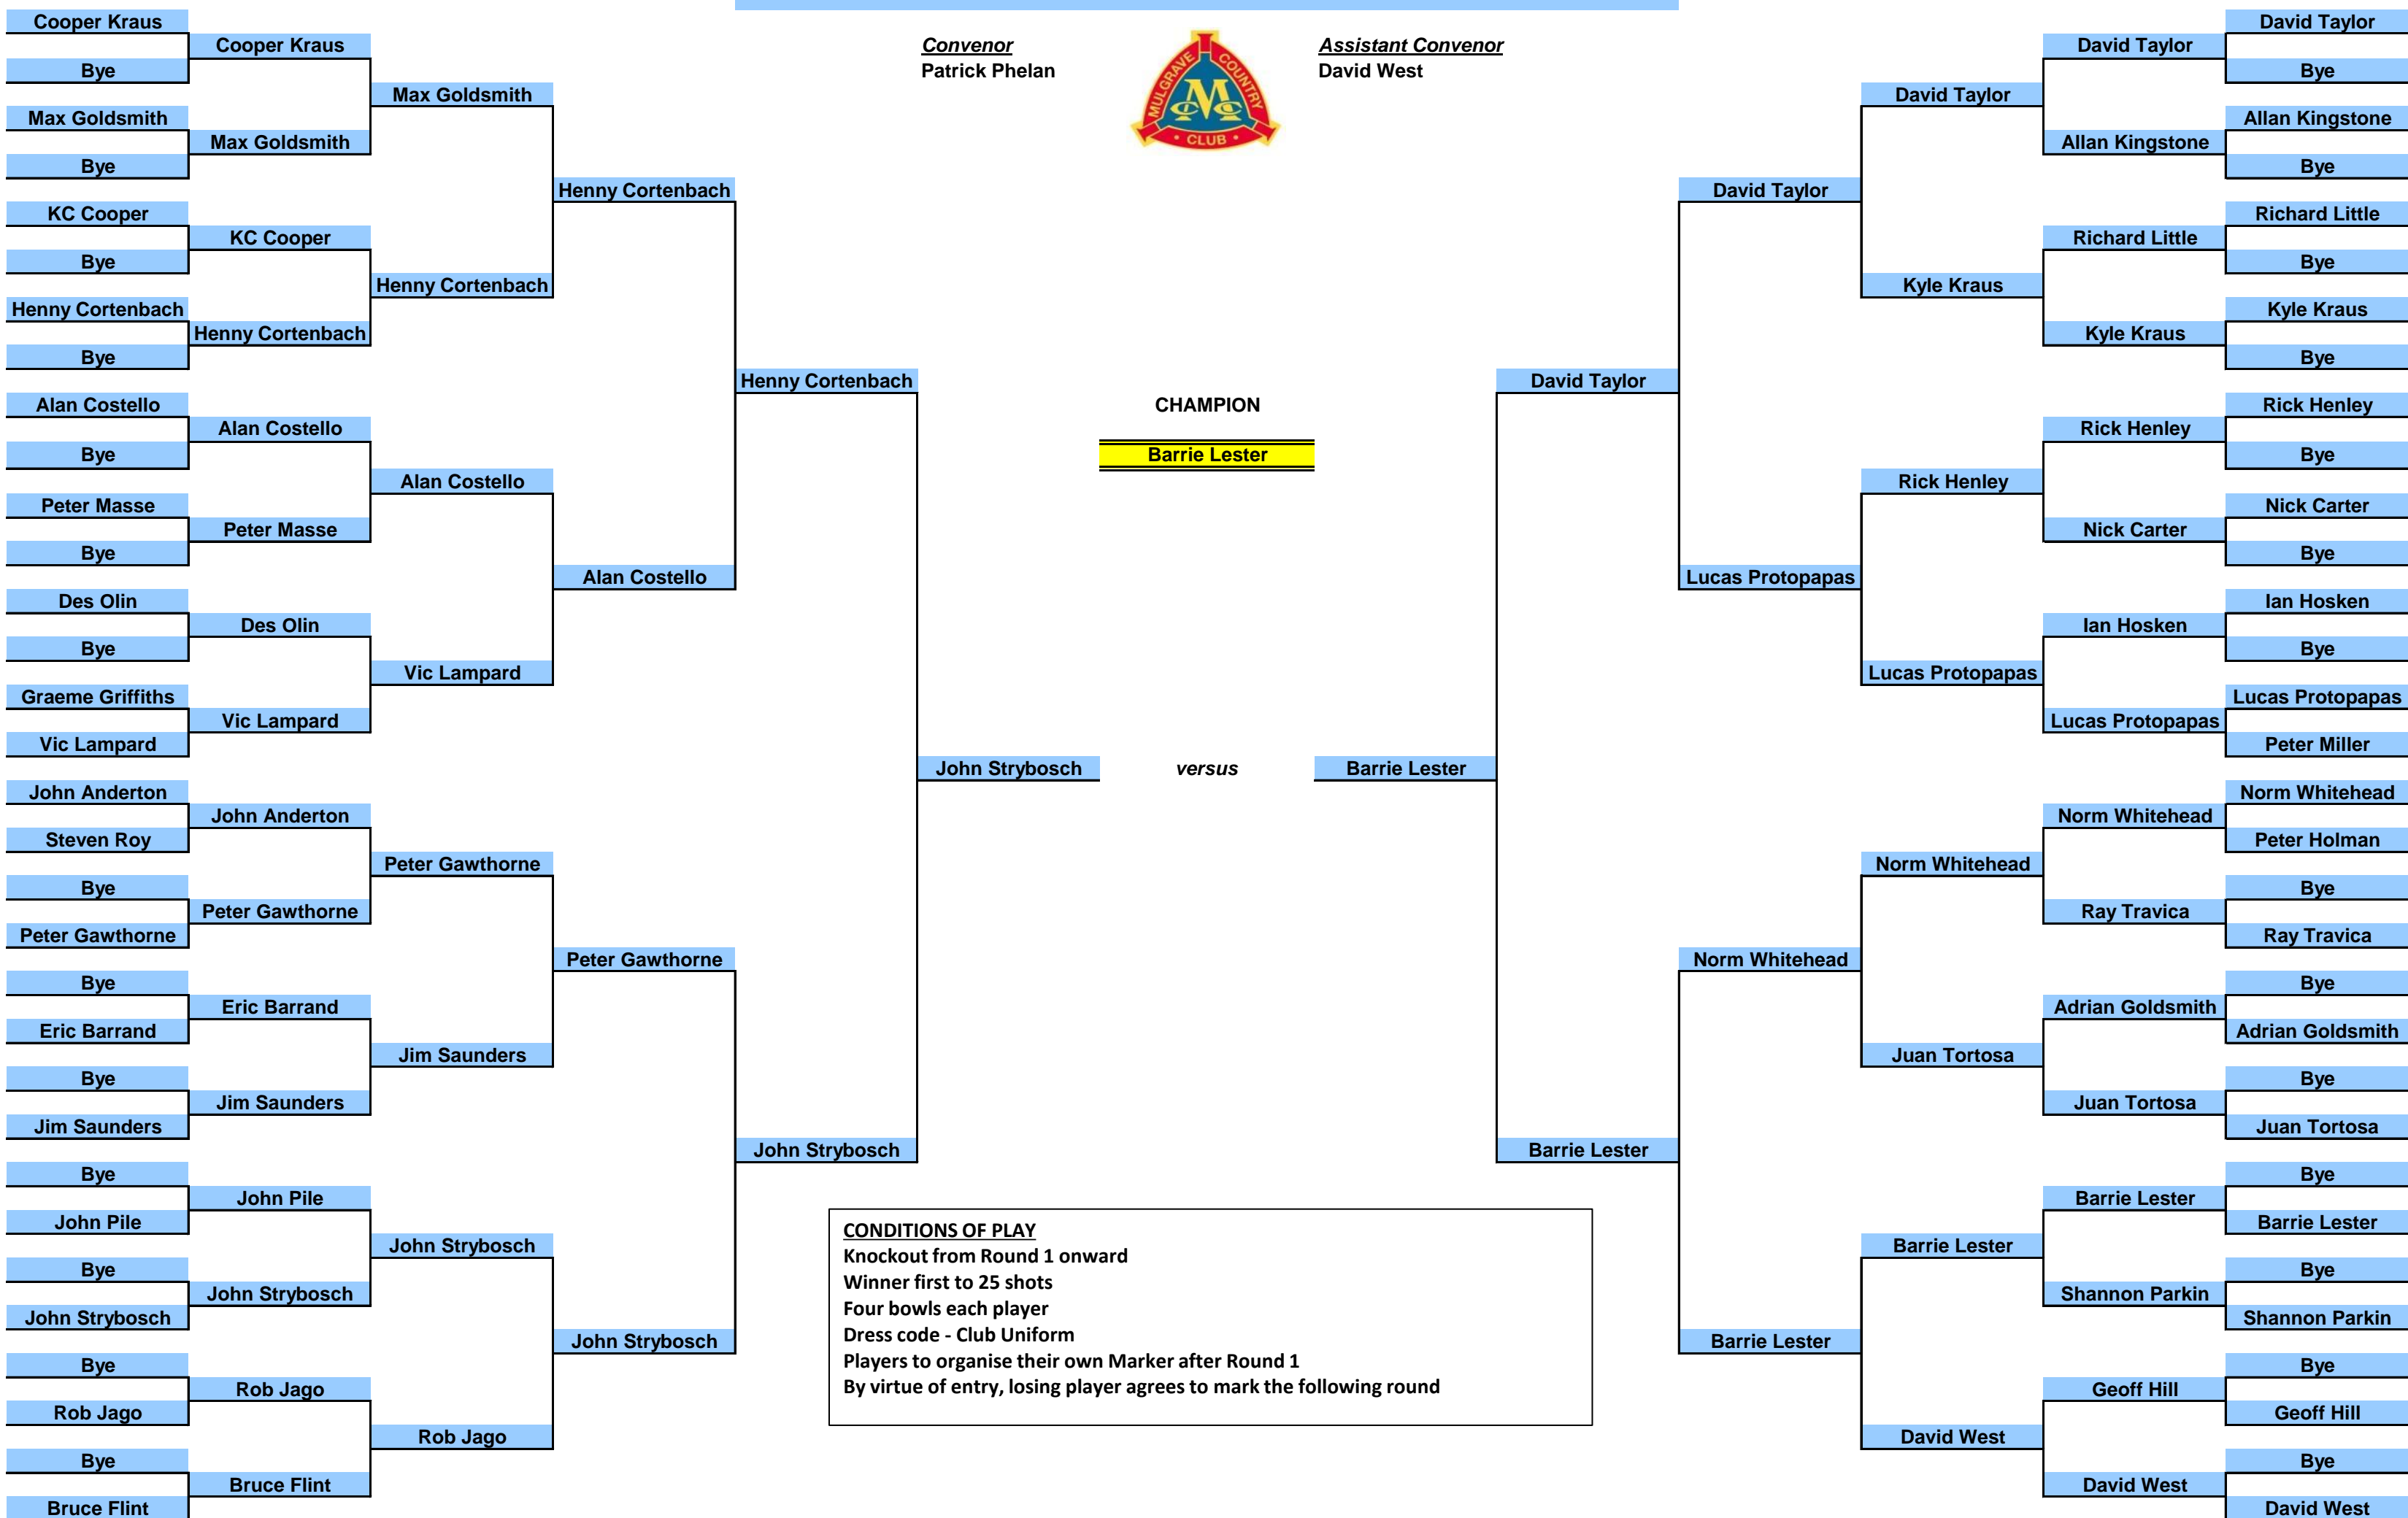 Cooper Kraus
Bye
Max Goldsmith
Bye
KC Cooper
Bye
Henny Cortenbach
Bye
Alan Costello
Bye
Peter Masse
Bye
Des Olin
Bye
Graeme Griffiths
Vic Lampard
John Anderton
Steven Roy
Bye
Peter Gawthorne
Bye
Eric Barrand
Bye
Jim Saunders
Bye
John Pile
Bye
John Strybosch
Bye
Rob Jago
Bye
Bruce Flint
Cooper Kraus
Max Goldsmith
KC Cooper
Henny Cortenbach
Alan Costello
Peter Masse
Des Olin
Vic Lampard
John Anderton
Peter Gawthorne
Eric Barrand
Jim Saunders
John Pile
John Strybosch
Rob Jago
Bruce Flint
Max Goldsmith
Henny Cortenbach
Alan Costello
Vic Lampard
Peter Gawthorne
Jim Saunders
John Strybosch
Rob Jago
Henny Cortenbach
Alan Costello
Peter Gawthorne
John Strybosch
Henny Cortenbach
John Strybosch
John Strybosch
Convenor
Patrick Phelan
MULGRAVE COUNTRY
MCC
• CLUB •
Assistant Convenor
David West
CHAMPION
Barrie Lester
versus
CONDITIONS OF PLAY
Knockout from Round 1 onward
Winner first to 25 shots
Four bowls each player
Dress code - Club Uniform
Players to organise their own Marker after Round 1
By virtue of entry, losing player agrees to mark the following round
Barrie Lester
David Taylor
Barrie Lester
David Taylor
Lucas Protopapas
Norm Whitehead
Barrie Lester
David Taylor
Kyle Kraus
Rick Henley
Lucas Protopapas
Norm Whitehead
Juan Tortosa
Barrie Lester
David West
David Taylor
Allan Kingstone
Richard Little
Kyle Kraus
Rick Henley
Nick Carter
Ian Hosken
Lucas Protopapas
Norm Whitehead
Ray Travica
Adrian Goldsmith
Juan Tortosa
Barrie Lester
Shannon Parkin
Geoff Hill
David West
David Taylor
Bye
Allan Kingstone
Bye
Richard Little
Bye
Kyle Kraus
Bye
Rick Henley
Bye
Nick Carter
Bye
Ian Hosken
Bye
Lucas Protopapas
Peter Miller
Norm Whitehead
Peter Holman
Bye
Ray Travica
Bye
Adrian Goldsmith
Bye
Juan Tortosa
Bye
Barrie Lester
Bye
Shannon Parkin
Bye
Geoff Hill
Bye
David West